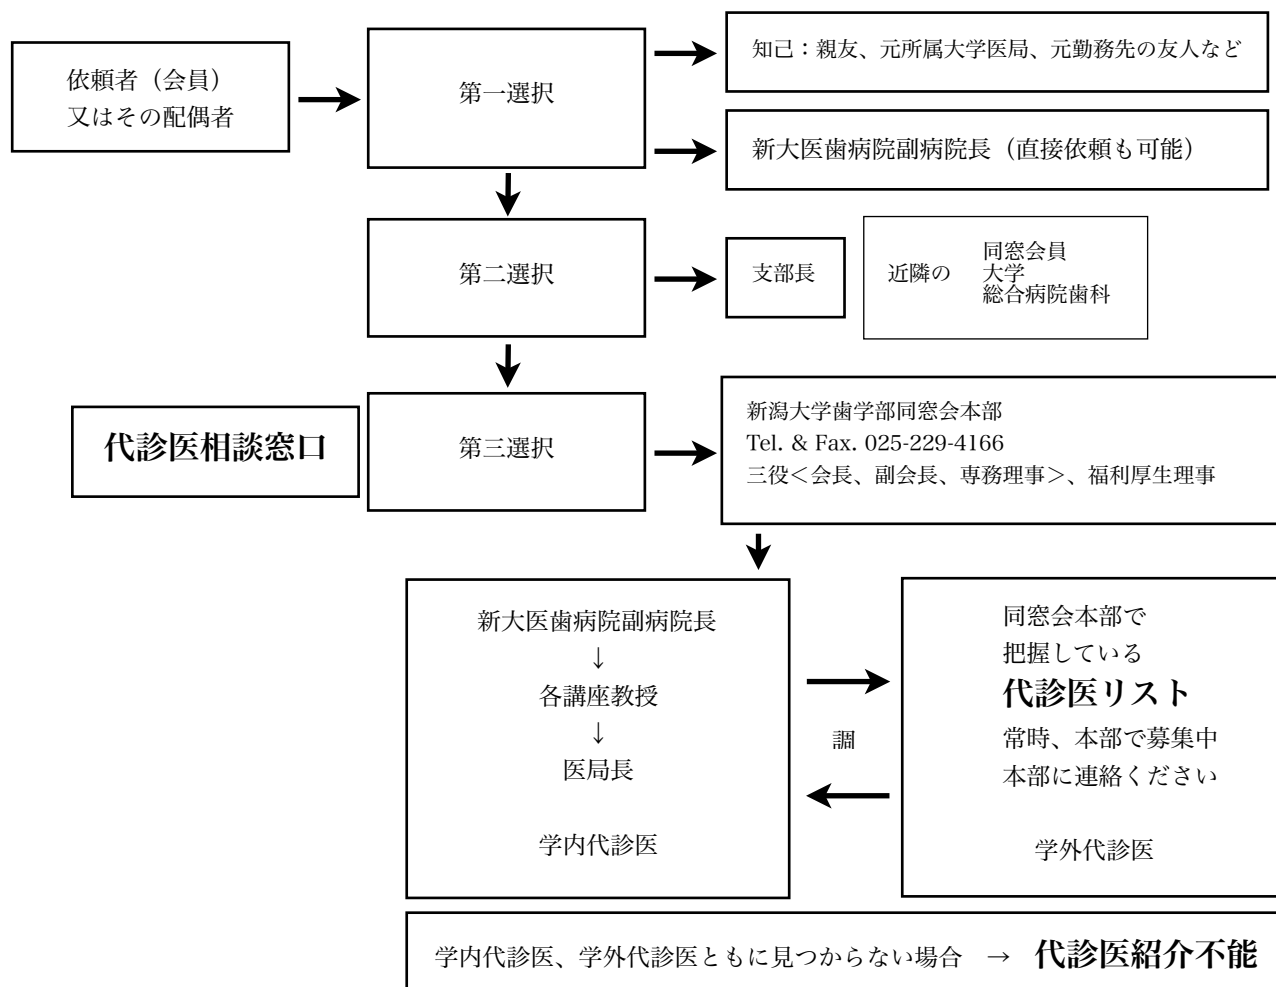 依頼者（会員）
又はその配偶者
第一選択
知己：親友、元所属大学医局、元勤務先の友人など
新大医歯病院副病院長（直接依頼も可能）
第二選択
支部長
近隣の
同窓会員
大学
総合病院歯科
代診医相談窓口
第三選択
新潟大学歯学部同窓会本部
Tel. & Fax. 025-229-4166
三役＜会長、副会長、専務理事＞、福利厚生理事
新大医歯病院副病院長
↓
各講座教授
↓
医局長
学内代診医
調
同窓会本部で
把握している
代診医リスト
常時、本部で募集中
本部に連絡ください
学外代診医
学内代診医、学外代診医ともに見つからない場合　→　代診医紹介不能